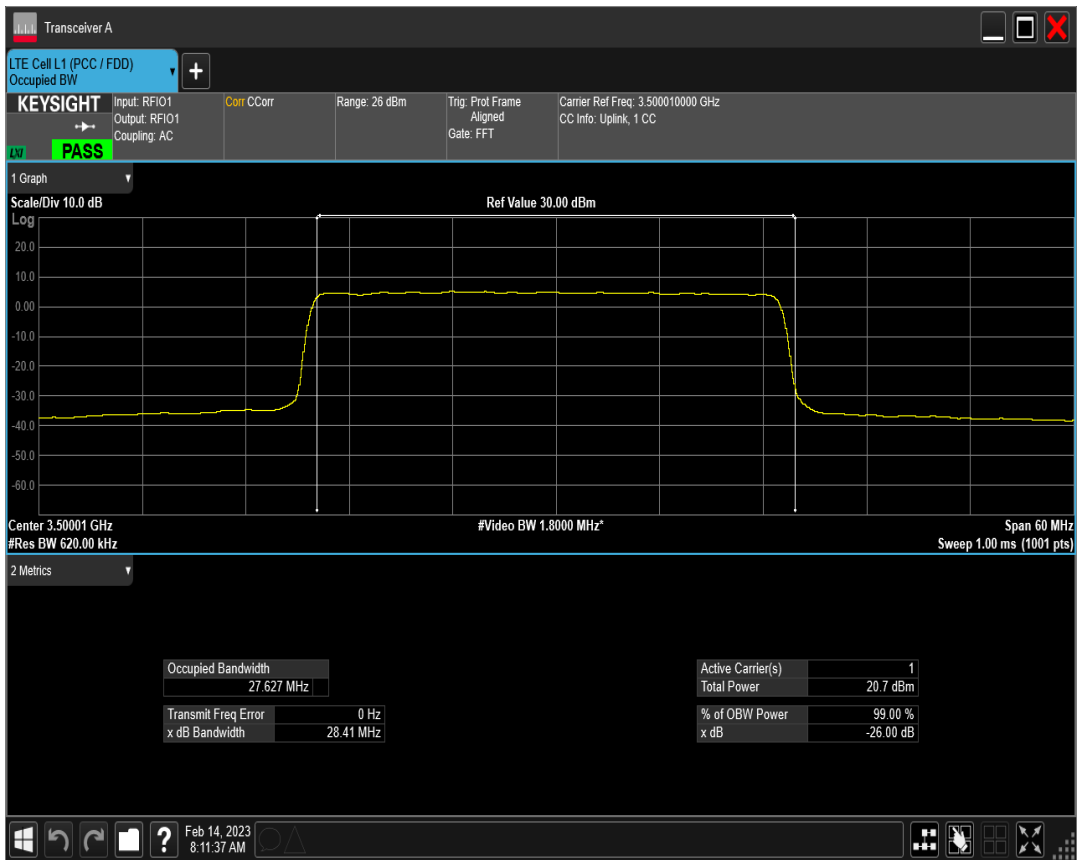 Transceiver A
LTE Cell L1 (PCC / FDD)
Occupied BW
KEYSIGHT
LXI
PASS
Input: RFIO1
Output: RFIO1
Coupling: AC
Corr CCorr
Range: 26 dBm
Trig: Prot Frame
Aligned
Gate: FFT
Carrier Ref Freq: 3.500010000 GHz
CC Info: Uplink, 1 CC
1 Graph
Scale/Div 10.0 dB
Ref Value 30.00 dBm
Log
20.0
10.0
0.00
-10.0
-20.0
-30.0
-40.0
-50.0
-60.0
Center 3.50001 GHz
#Video BW 1.8000 MHz*
Span 60 MHz
#Res BW 620.00 kHz
Sweep 1.00 ms (1001 pts)
2 Metrics
Occupied Bandwidth
27.627 MHz
Transmit Freq Error 0 Hz
x dB Bandwidth 28.41 MHz
Active Carrier(s) 1
Total Power 20.7 dBm
% of OBW Power 99.00 %
x dB -26.00 dB
Feb 14, 2023
8:11:37 AM